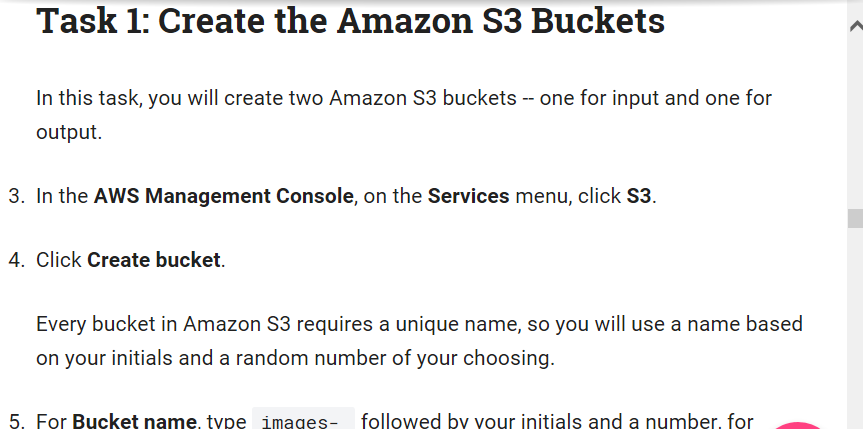 Task 1: Create the Amazon S3 Buckets
In this task, you will create two Amazon S3 buckets -- one for input and one for
output.
3. In the AWS Management Console, on the Services menu, click S3.
4. Click Create bucket.
Every bucket in Amazon S3 requires a unique name, so you will use a name based
on your initials and a random number of your choosing.
5. For Bucket name, type images- followed by your initials and a number, for